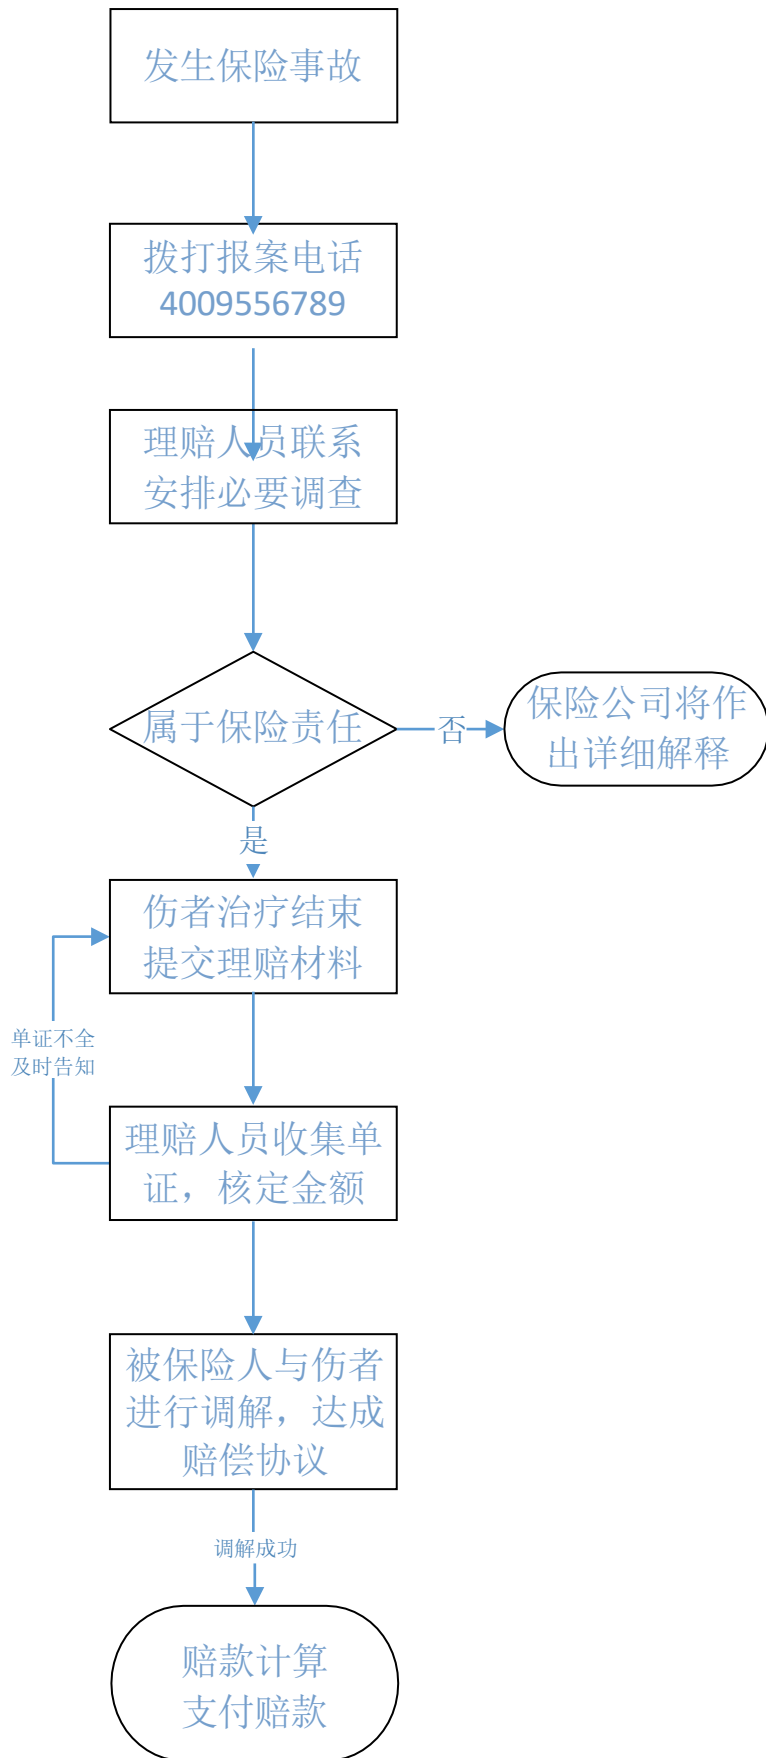 发生保险事故
拨打报案电话
4009556789
理赔人员联系
安排必要调查
属于保险责任
否
保险公司将作
出详细解释
是
伤者治疗结束
提交理赔材料
单证不全
及时告知
理赔人员收集单
证，核定金额
被保险人与伤者
进行调解，达成
赔偿协议
调解成功
赔款计算
支付赔款